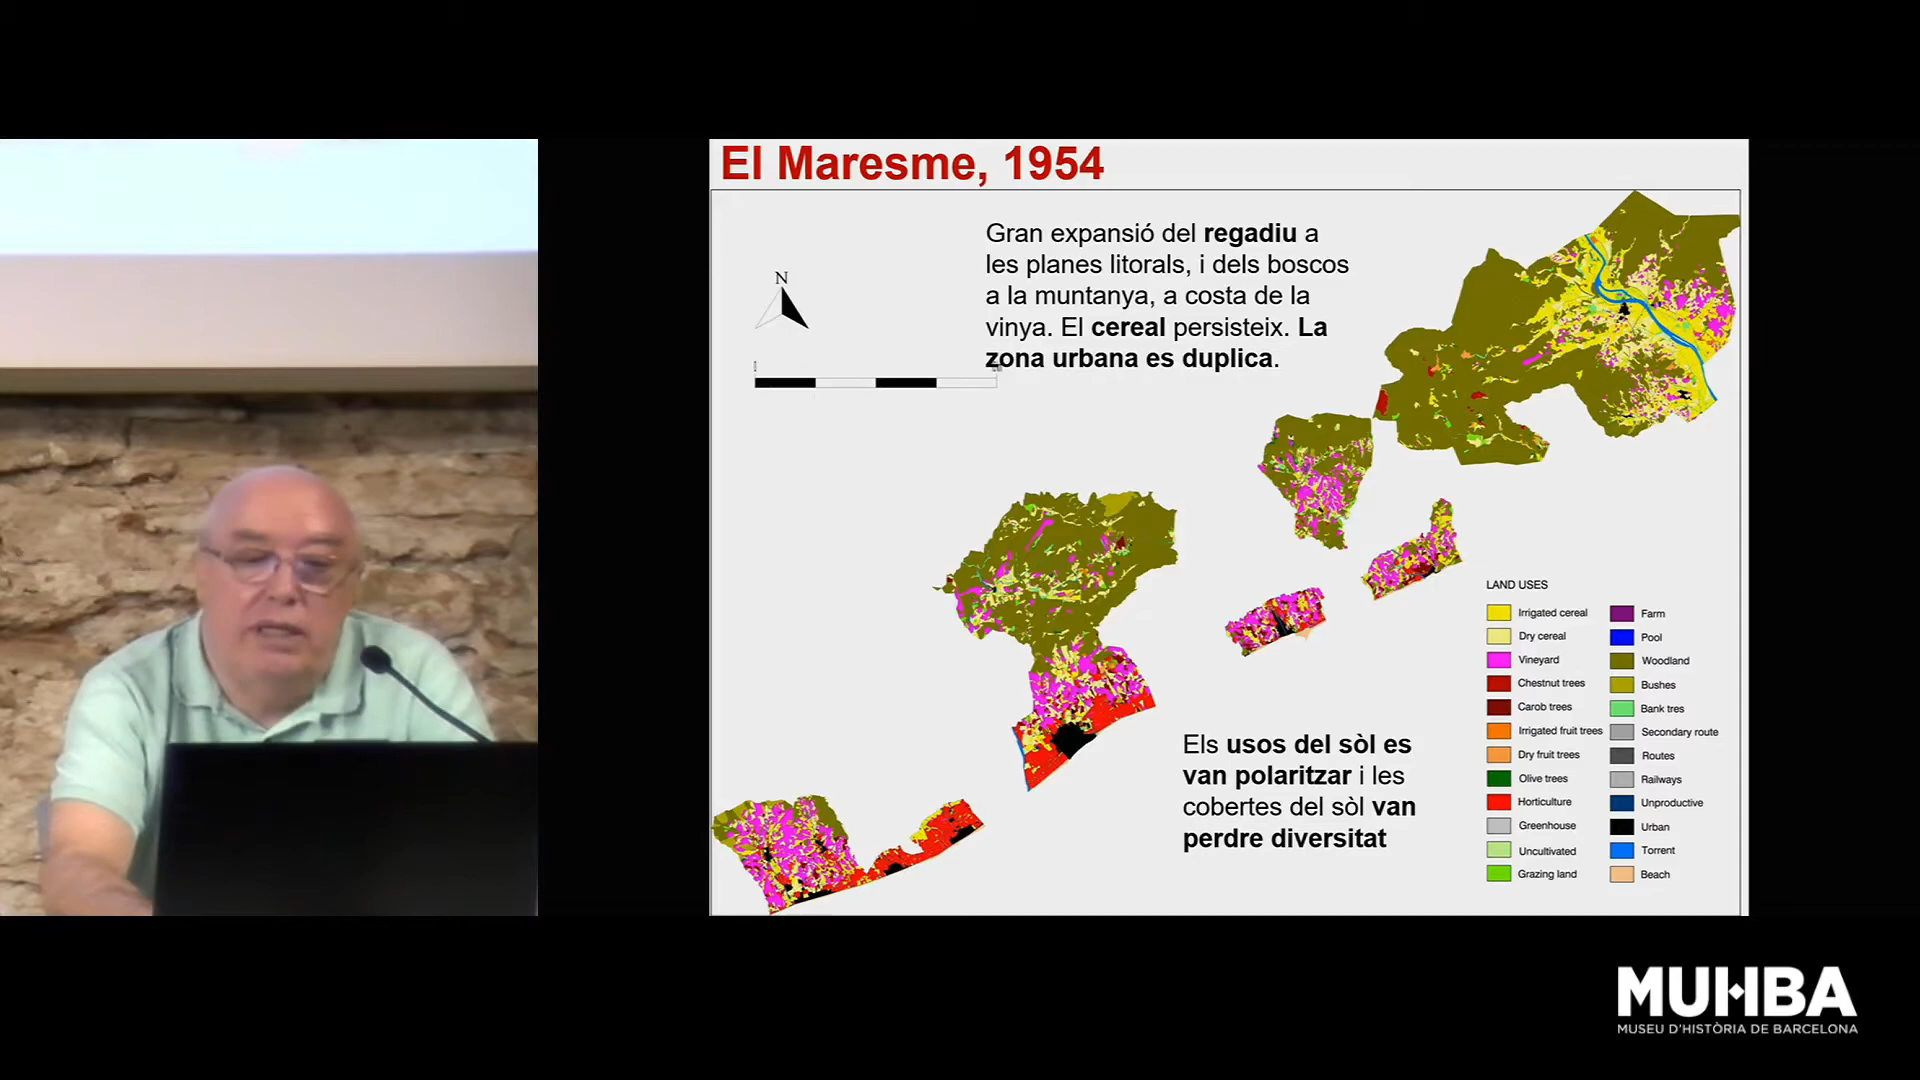 El Maresme, 1954
Gran expansió del regadiu a
les planes litorals, i dels boscos
a la muntanya, a costa de la
vinya. El cereal persisteix. La
zona urbana es duplica.
N
Els usos del sòl es
van polaritzar i les
cobertes del sòl van
perdre diversitat
LAND USES
Irrigated cereal
Dry cereal
Vineyard
Chestnut trees
Carob trees
Irrigated fruit trees
Dry fruit trees
Olive trees
Horticulture
Greenhouse
Uncultivated
Grazing land
Farm
Pool
Woodland
Bushes
Bank tres
Secondary route
Routes
Railways
Unproductive
Urban
Torrent
Beach
MUHBA
MUSEU D'HISTÒRIA DE BARCELONA